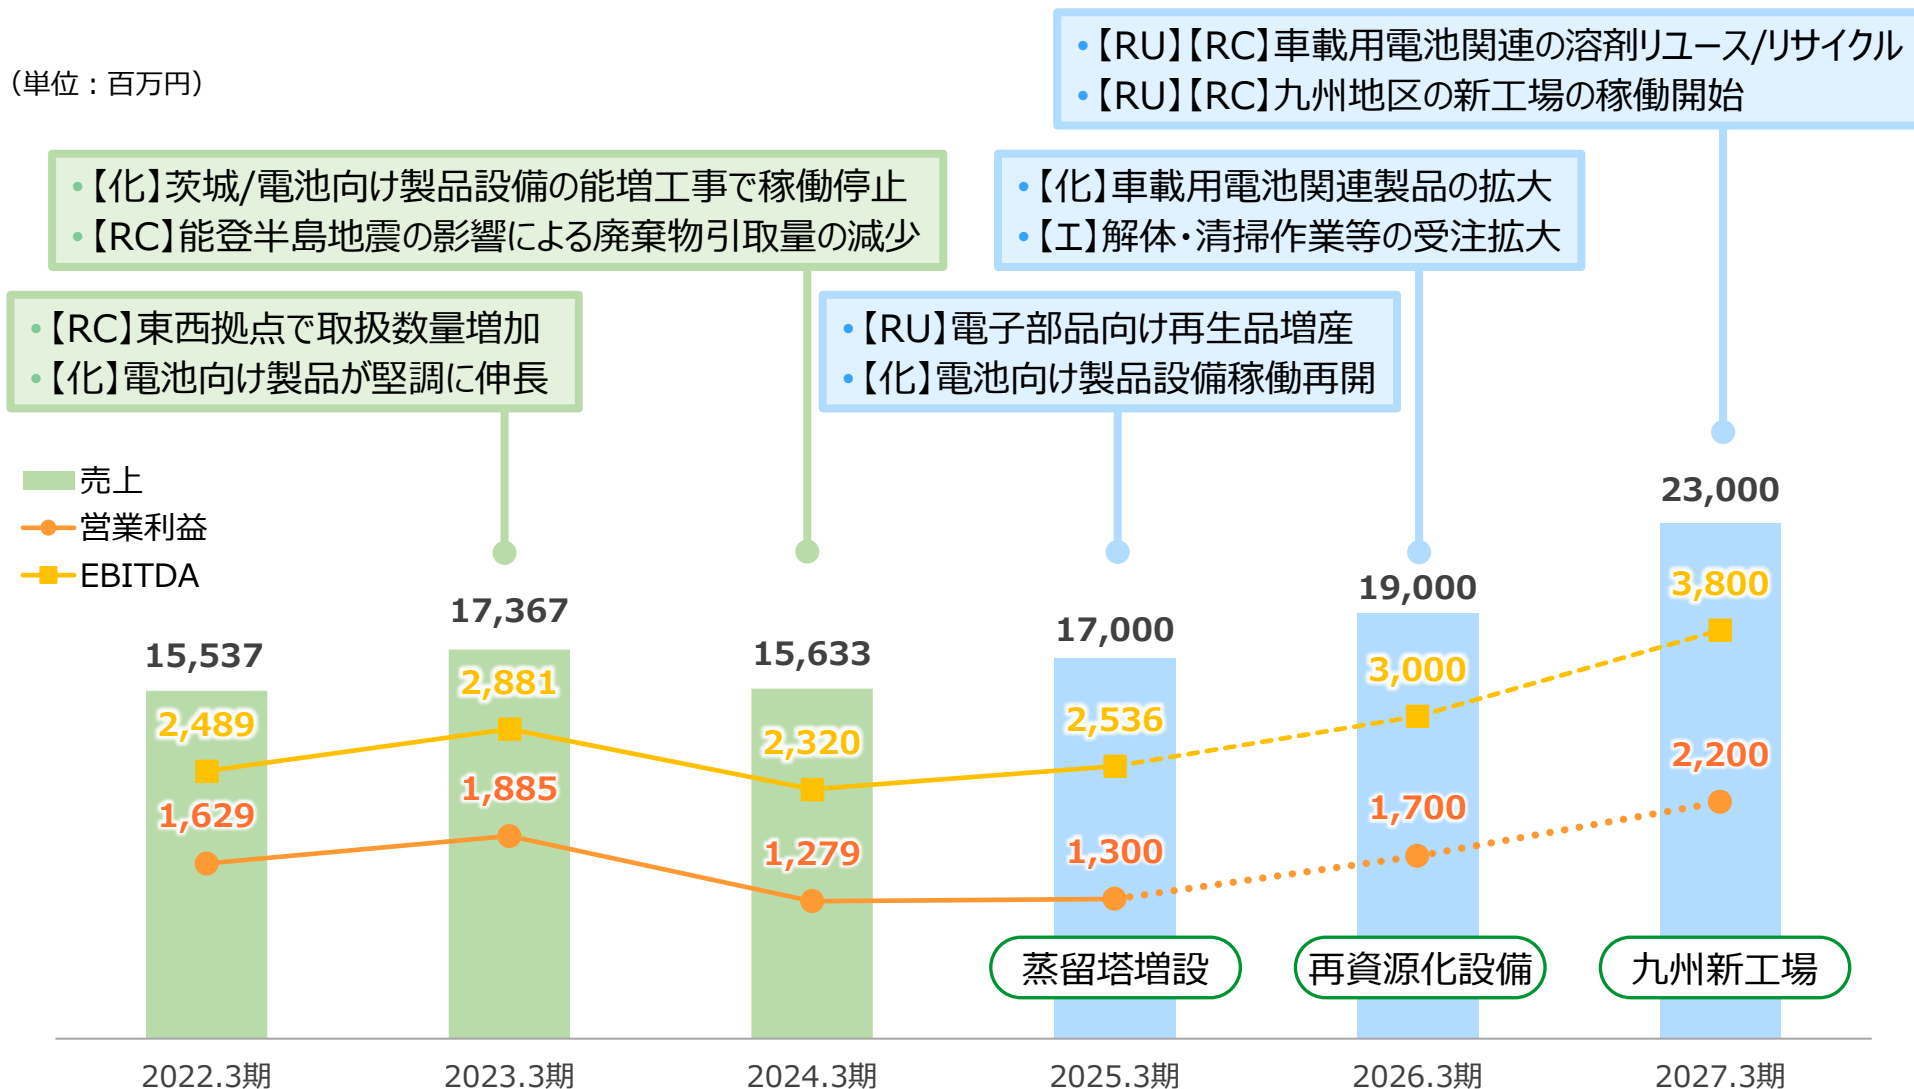 （単位：百万円）
•【RU】【RC】車載用電池関連の溶剤リユース/リサイクル
•【RU】【RC】九州地区の新工場の稼働開始
•【化】茨城/電池向け製品設備の能増工事で稼働停止
•【RC】能登半島地震の影響による廃棄物引取量の減少
•【化】車載用電池関連製品の拡大
•【エ】解体・清掃作業等の受注拡大
•【RC】東西拠点で取扱数量増加
•【化】電池向け製品が堅調に伸長
•【RU】電子部品向け再生品増産
•【化】電池向け製品設備稼働再開
売上
営業利益
EBITDA
15,537
17,367
15,633
17,000
19,000
23,000
2,489
2,881
2,320
2,536
3,000
3,800
1,629
1,885
1,279
1,300
1,700
2,200
蒸留塔増設
再資源化設備
九州新工場
2022.3期
2023.3期
2024.3期
2025.3期
2026.3期
2027.3期